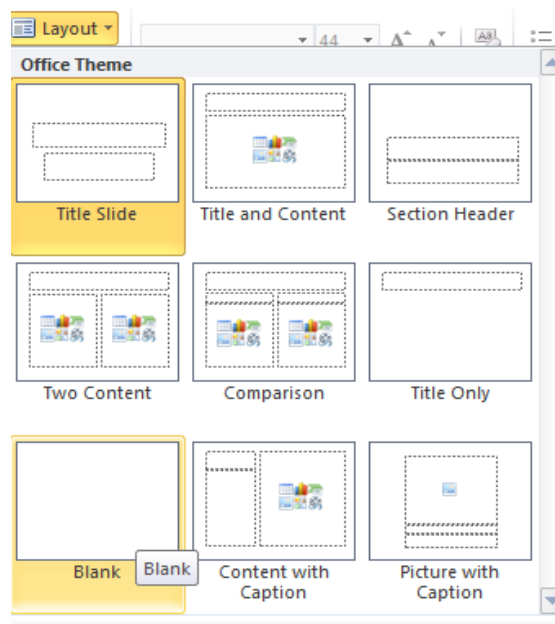 Layout
44 A A Aa
Office Theme
Title Slide
Title and Content
Section Header
Two Content
Comparison
Title Only
Blank
Blank
Content with
Caption
Picture with
Caption